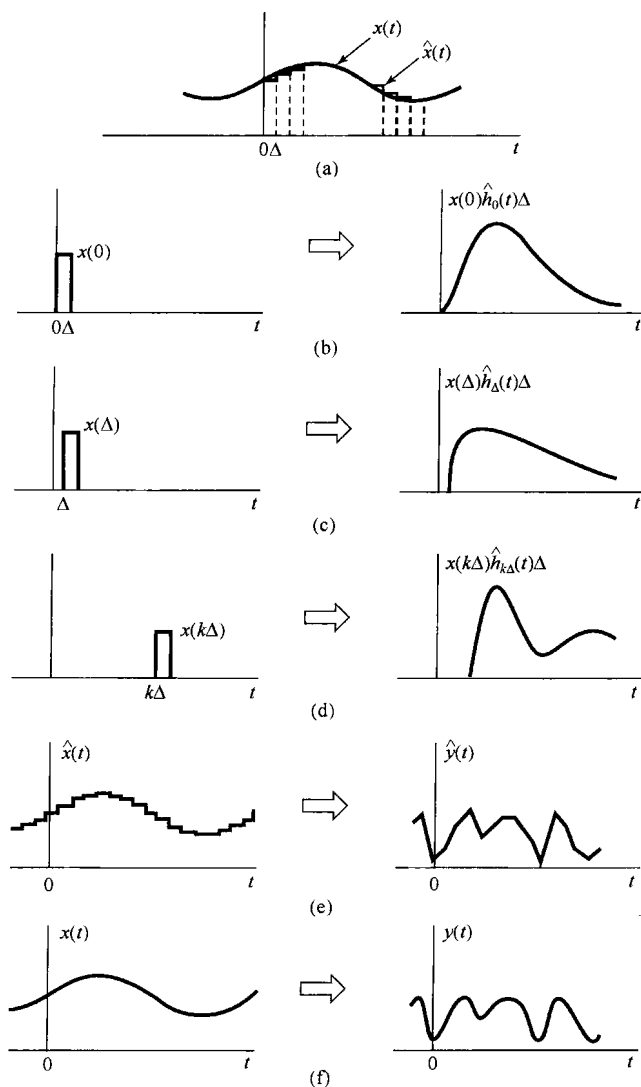 x(t)
x̂(t)
0Δ
t
(a)
x(0)
0Δ
t
x(0)ĥ₀(t)Δ
t
(b)
x(Δ)
Δ
t
x(Δ)ĥ_Δ(t)Δ
t
(c)
x(kΔ)
kΔ
t
x(kΔ)ĥ_kΔ(t)Δ
t
(d)
x̂(t)
0
t
ŷ(t)
0
t
(e)
x(t)
0
t
y(t)
0
t
(f)